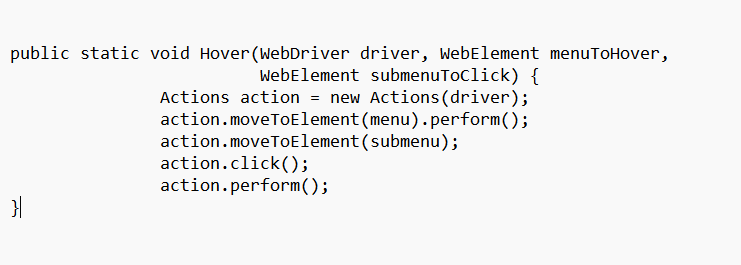 public static void Hover(WebDriver driver, WebElement menuToHover,
WebElement submenuToClick) {
Actions action = new Actions(driver);
action.moveToElement(menu).perform();
action.moveToElement(submenu);
action.click();
action.perform();
}